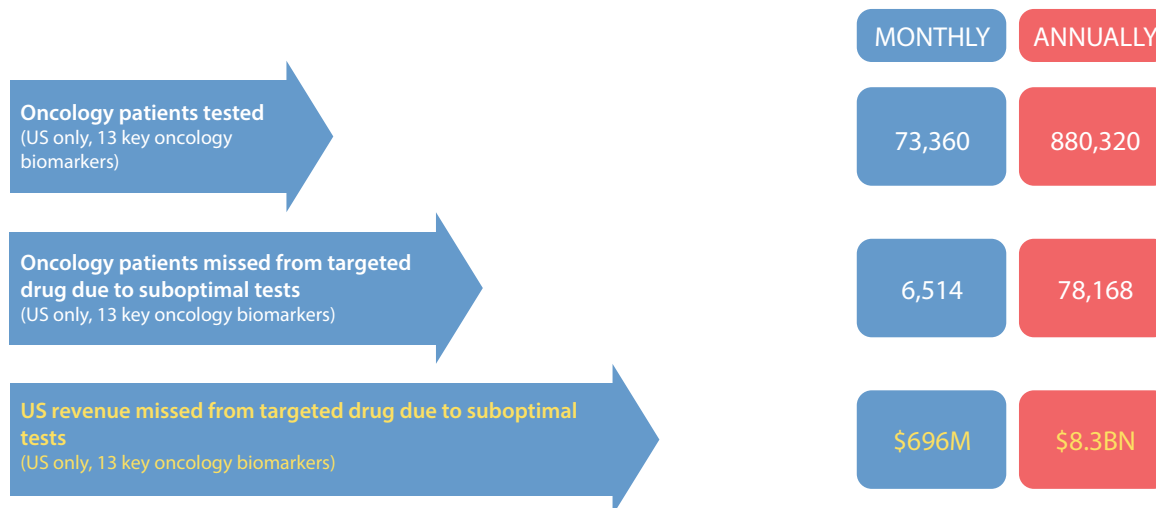 MONTHLY ANNUALLY
Oncology patients tested
(US only, 13 key oncology
biomarkers)
73,360 880,320
Oncology patients missed from targeted
drug due to suboptimal tests
(US only, 13 key oncology biomarkers)
6,514 78,168
US revenue missed from targeted drug due to suboptimal
tests
(US only, 13 key oncology biomarkers)
$696M $8.3BN